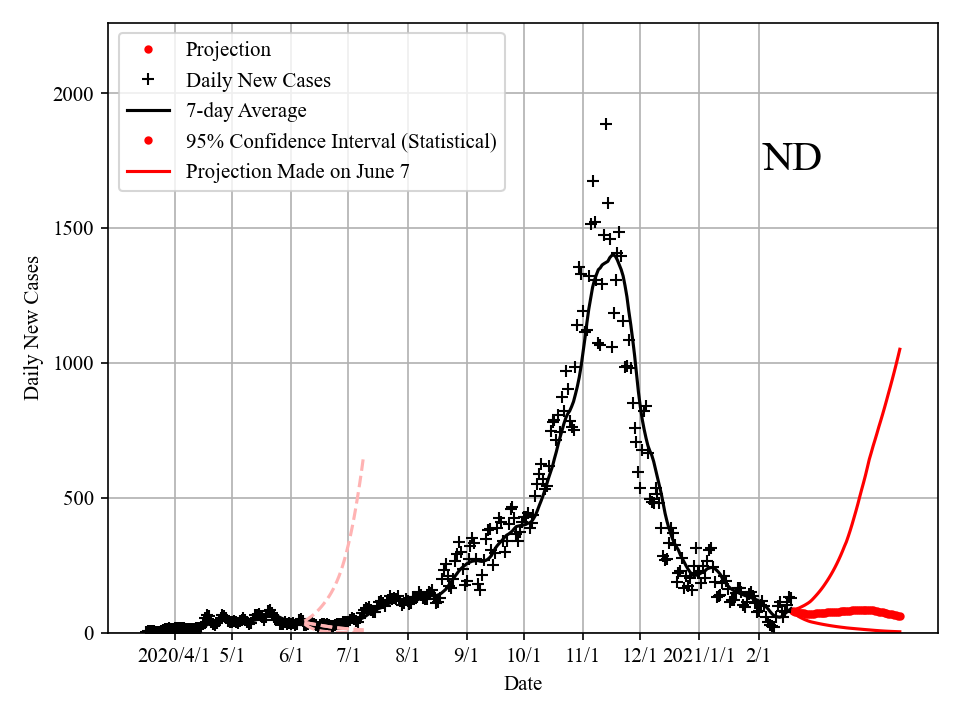 Projection
Daily New Cases
7-day Average
95% Confidence Interval (Statistical)
Projection Made on June 7
ND
2000
1500
1000
500
0
Daily New Cases
2020/4/1 5/1 6/1 7/1 8/1 9/1 10/1 11/1 12/1 2021/1/1 2/1
Date